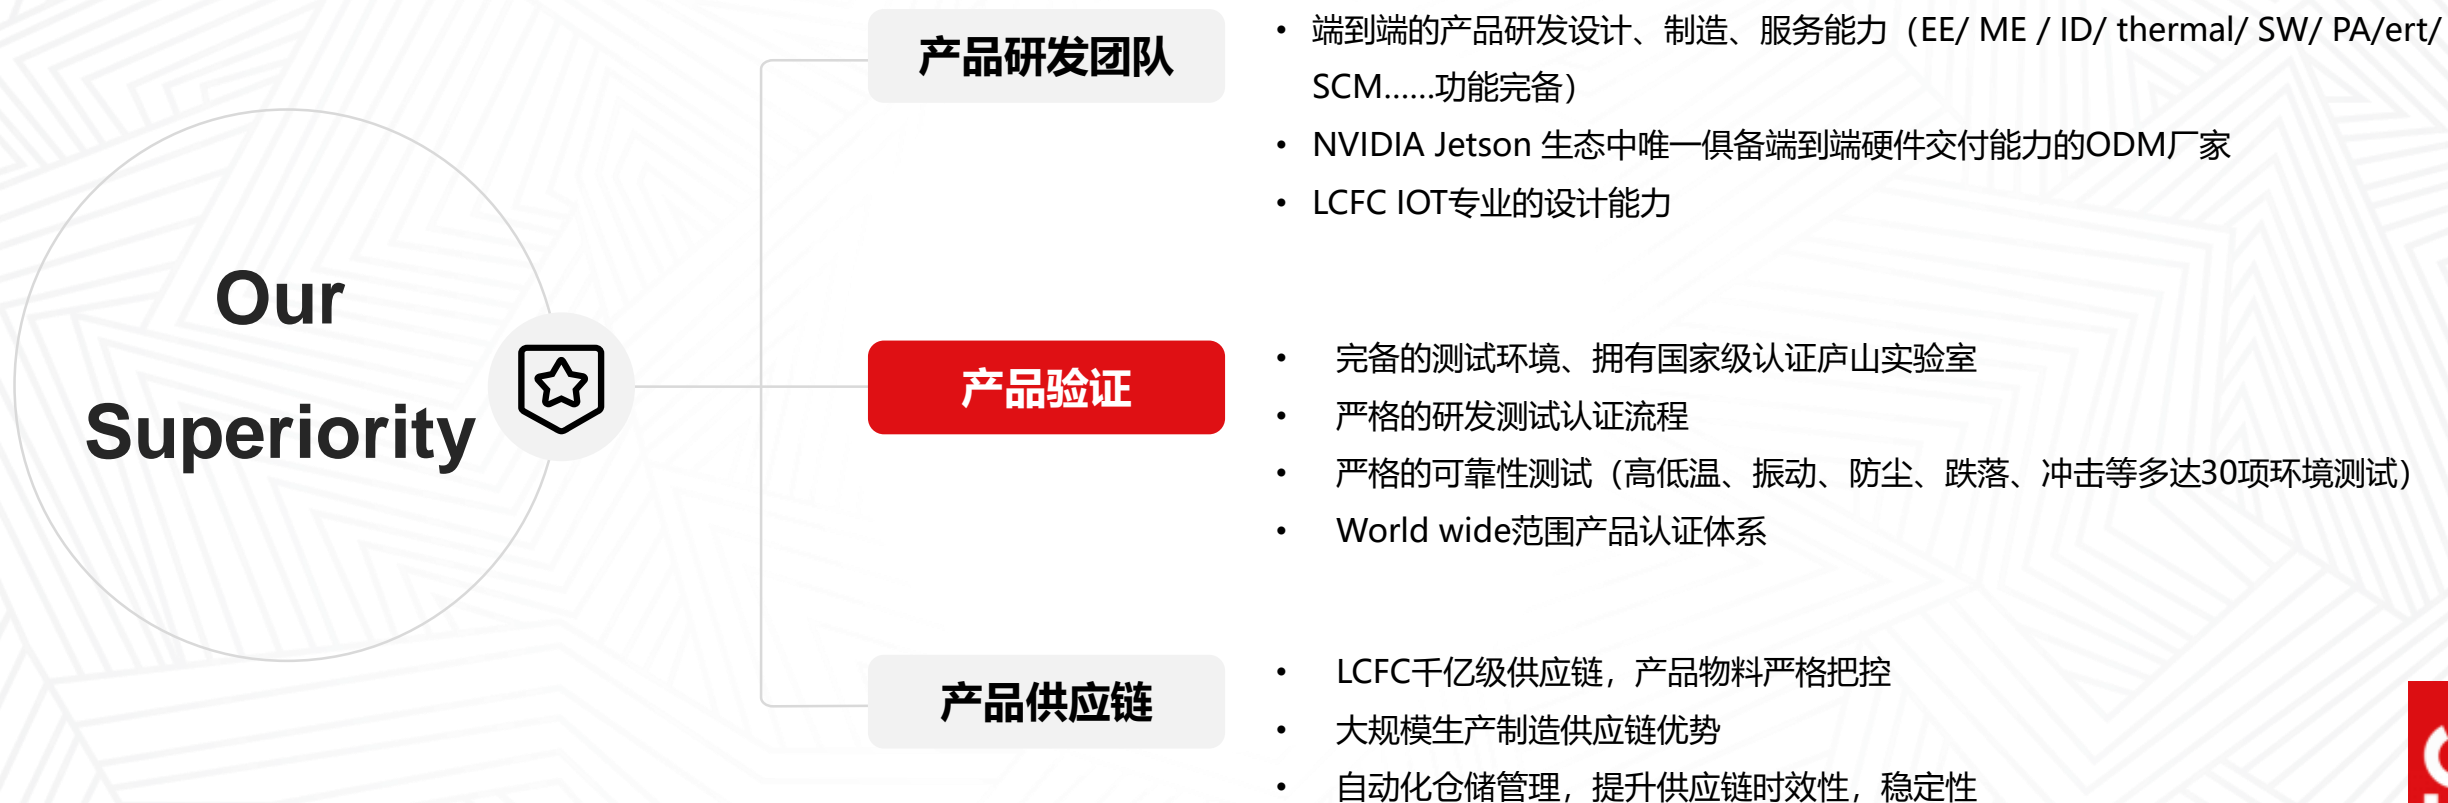 Our
Superiority
产品研发团队
• 端到端的产品研发设计、制造、服务能力（EE/ ME / ID/ thermal/ SW/ PA/ert/
SCM......功能完备）
• NVIDIA Jetson 生态中唯一俱备端到端硬件交付能力的ODM厂家
• LCFC IOT专业的设计能力
产品验证
• 完备的测试环境、拥有国家级认证庐山实验室
• 严格的研发测试认证流程
• 严格的可靠性测试（高低温、振动、防尘、跌落、冲击等多达30项环境测试）
• World wide范围产品认证体系
产品供应链
• LCFC千亿级供应链，产品物料严格把控
• 大规模生产制造供应链优势
• 自动化仓储管理，提升供应链时效性，稳定性